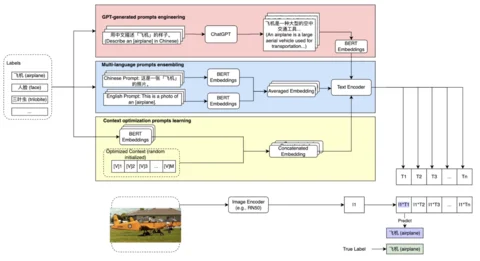 GPT-generated prompts engineering
用中文描述「飞机」的样子。
(Describe an [airplane] in Chinese)
ChatGPT
飞机是一种大型的空中
交通工具...
(An airplane is a large
aerial vehicle used for
transportation...)
BERT
Embeddings
Labels
飞机 (airplane)
人脸 (face)
三叶虫 (trilobite)
...
Multi-language prompts ensembling
Chinese Prompt: 这是一张「飞机」
的照片。
BERT
Embeddings
English Prompt: This is a photo of
an [airplane].
BERT
Embeddings
Averaged Embedding
Text Encoder
Context optimization prompts learning
BERT
Embeddings
Optimized Context (random
initialized)
[V]1 [V]2 [V]3 ... [V]M
Concatenated
Embedding
T1 T2 T3 ... Tn
Image Encoder
(e.g., RN50)
I1
I1*T1 I1*T2 I1*T3 ... I1*Tn
Predict
飞机 (airplane)
True Label
飞机 (airplane)